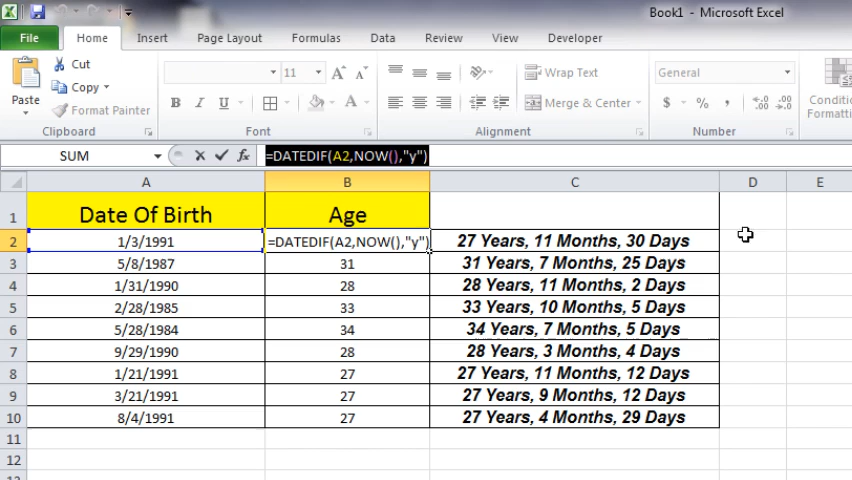 Book1 - Microsoft Excel
File Home Insert Page Layout Formulas Data Review View Developer
Paste
Cut
Copy
Format Painter
Clipboard
11 A A
B I U A
Font
Wrap Text
Merge & Center
Alignment
General
$ % , .0 .00 .00 .0
Number
Conditi
Formattin
SUM fx =DATEDIF(A2,NOW(),"y")
A B C D E
1 Date Of Birth Age
2 1/3/1991 =DATEDIF(A2,NOW(),"y") 27 Years, 11 Months, 30 Days
3 5/8/1987 31 31 Years, 7 Months, 25 Days
4 1/31/1990 28 28 Years, 11 Months, 2 Days
5 2/28/1985 33 33 Years, 10 Months, 5 Days
6 5/28/1984 34 34 Years, 7 Months, 5 Days
7 9/29/1990 28 28 Years, 3 Months, 4 Days
8 1/21/1991 27 27 Years, 11 Months, 12 Days
9 3/21/1991 27 27 Years, 9 Months, 12 Days
10 8/4/1991 27 27 Years, 4 Months, 29 Days
11
12